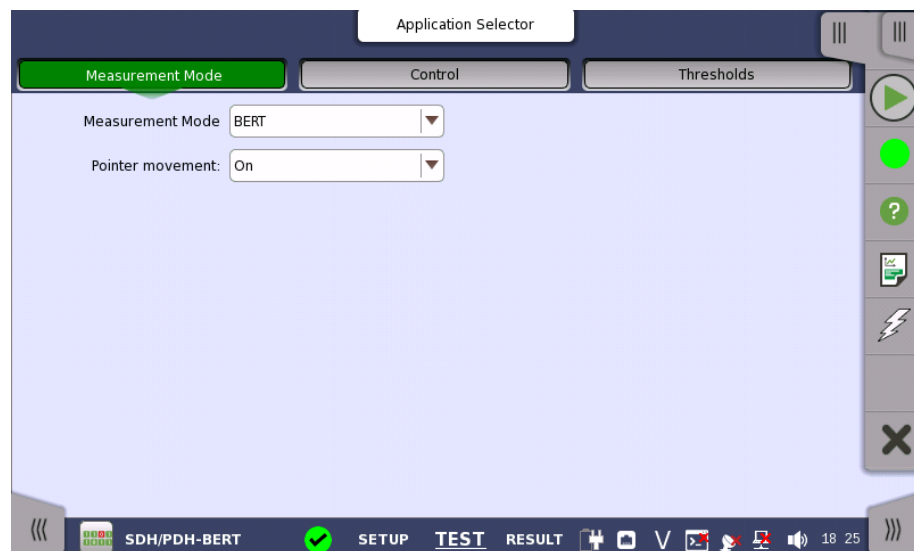 Application Selector
Measurement Mode
Control
Thresholds
Measurement Mode BERT
Pointer movement: On
SDH/PDH-BERT SETUP TEST RESULT V 18 25